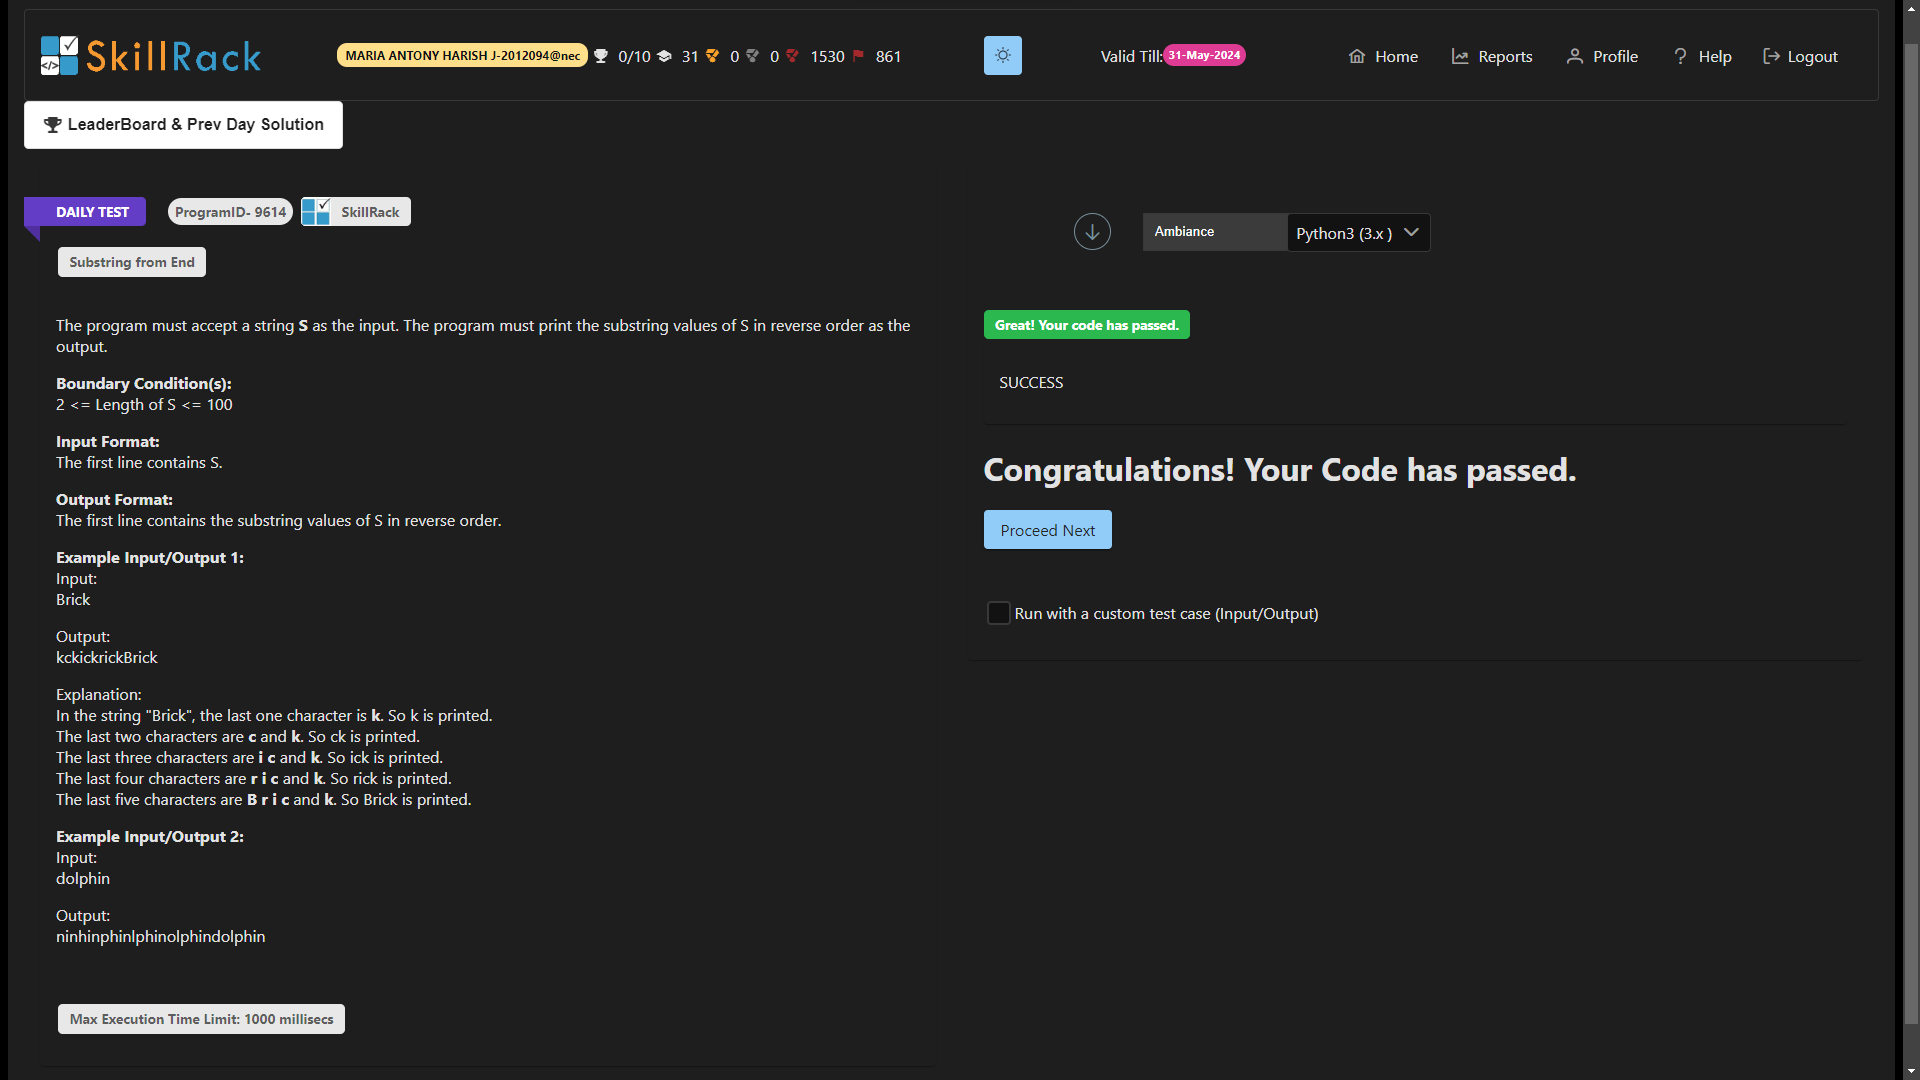 SkillRack
MARIA ANTONY HARISH J-2012094@nec 0/10 31 0 0 1530 861
Valid Till: 31-May-2024
Home Reports Profile Help Logout
LeaderBoard & Prev Day Solution
DAILY TEST ProgramID- 9614 SkillRack
Substring from End
The program must accept a string S as the input. The program must print the substring values of S in reverse order as the
output.
Boundary Condition(s):
2 <= Length of S <= 100
Input Format:
The first line contains S.
Output Format:
The first line contains the substring values of S in reverse order.
Example Input/Output 1:
Input:
Brick
Output:
kckickrickBrick
Explanation:
In the string "Brick", the last one character is k. So k is printed.
The last two characters are c and k. So ck is printed.
The last three characters are i c and k. So ick is printed.
The last four characters are r i c and k. So rick is printed.
The last five characters are B r i c and k. So Brick is printed.
Example Input/Output 2:
Input:
dolphin
Output:
ninhinphinlphinolphindolphin
Max Execution Time Limit: 1000 millisecs
Ambiance Python3 (3.x )
Great! Your code has passed.
SUCCESS
Congratulations! Your Code has passed.
Proceed Next
Run with a custom test case (Input/Output)